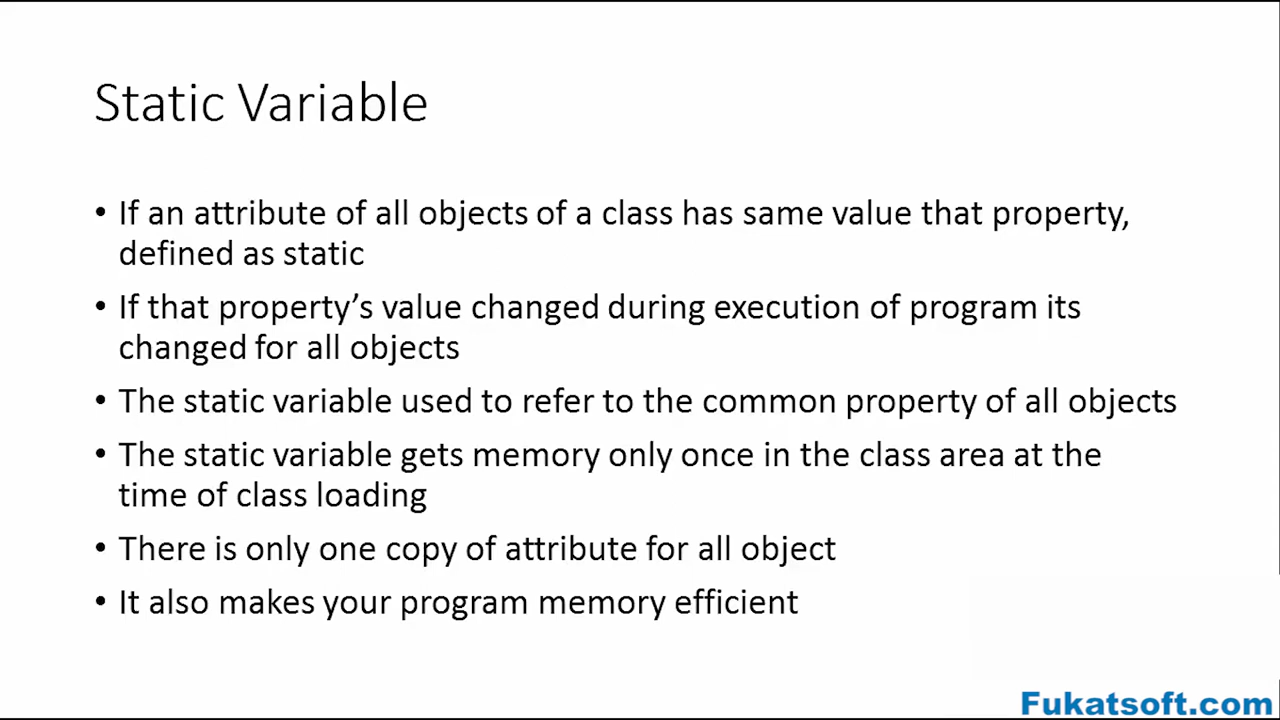 Static Variable
• If an attribute of all objects of a class has same value that property,
defined as static
• If that property’s value changed during execution of program its
changed for all objects
• The static variable used to refer to the common property of all objects
• The static variable gets memory only once in the class area at the
time of class loading
• There is only one copy of attribute for all object
• It also makes your program memory efficient
Fukatsoft.com